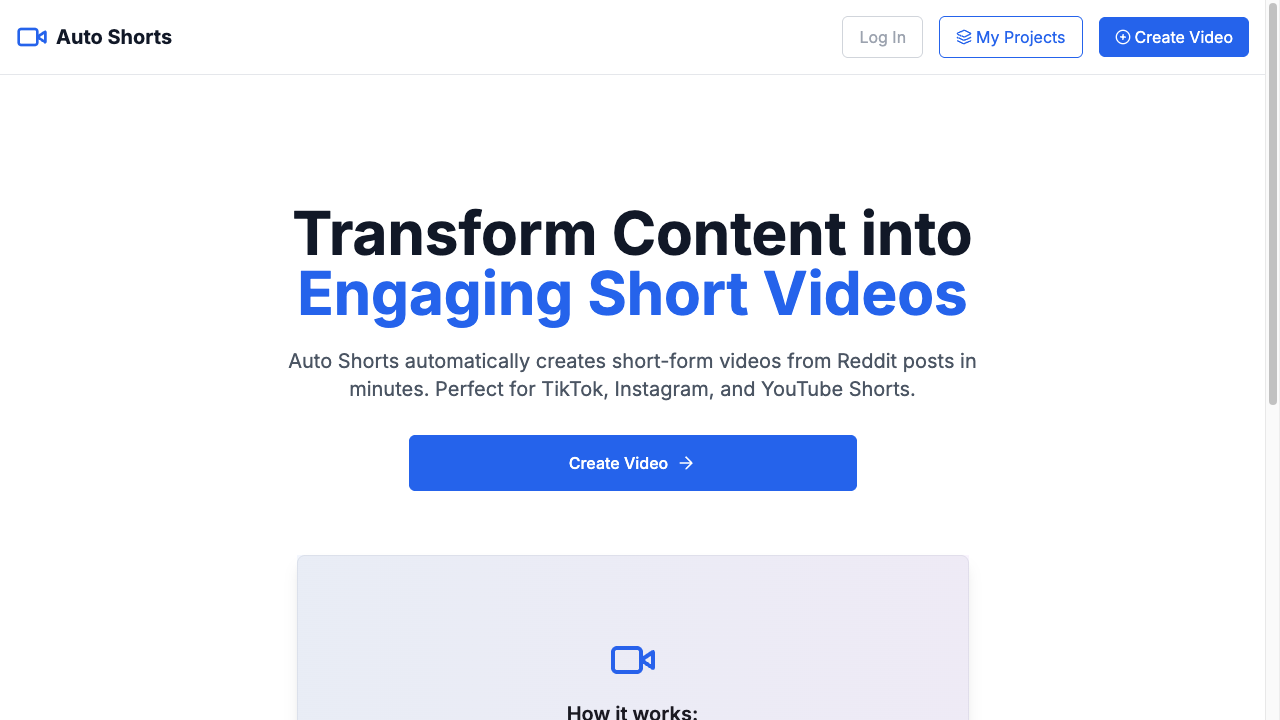 Auto Shorts
Log In
My Projects
Create Video
Transform Content into
Engaging Short Videos
Auto Shorts automatically creates short-form videos from Reddit posts in
minutes. Perfect for TikTok, Instagram, and YouTube Shorts.
Create Video
How it works: